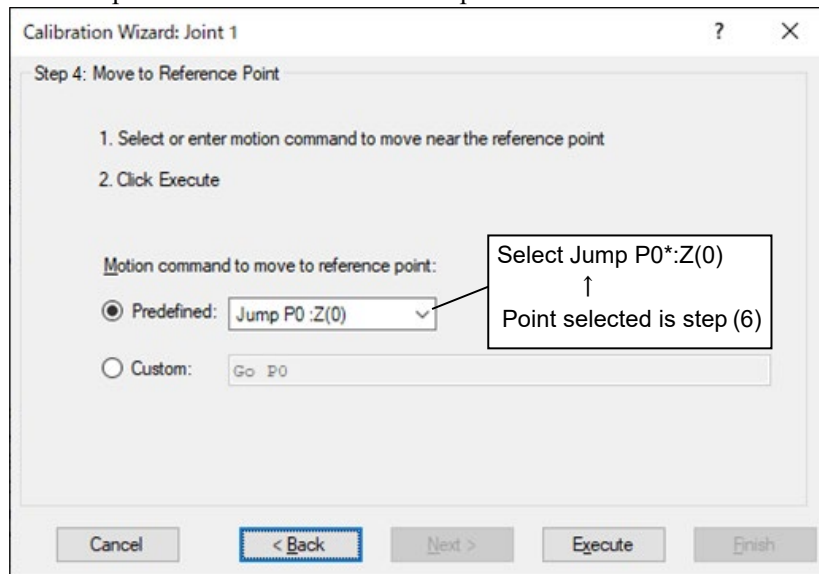 Calibration Wizard: Joint 1 ? ×
Step 4: Move to Reference Point
1. Select or enter motion command to move near the reference point
2. Click Execute
Select Jump P0*:Z(0)
↑
Point selected is step (6)
Motion command to move to reference point:
Predefined: Jump P0 :Z(0)
Custom: Go P0
Cancel < Back Next > Execute Finish